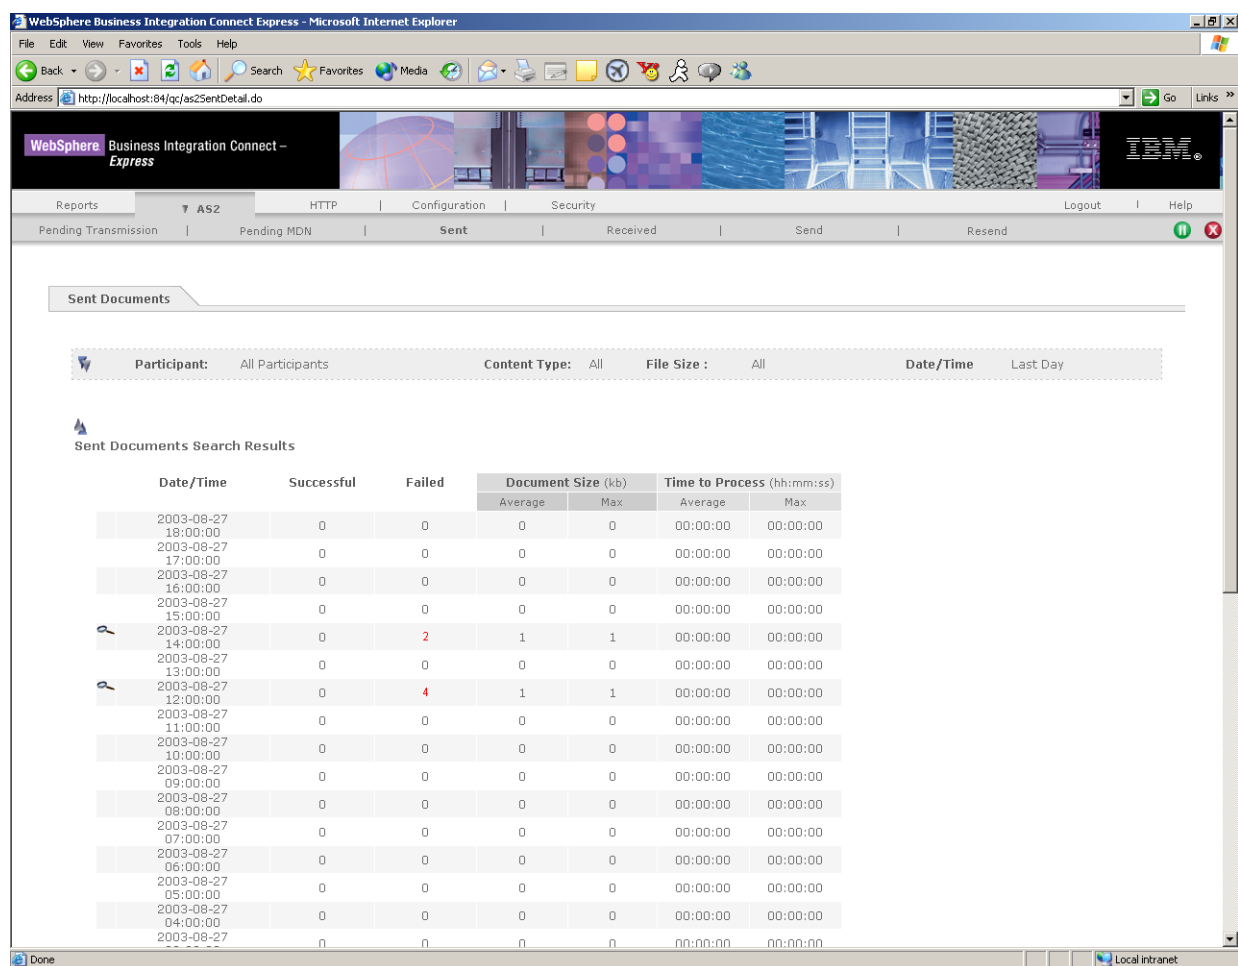 WebSphere Business Integration Connect Express - Microsoft Internet Explorer
File Edit View Favorites Tools Help
Back Search Favorites Media
Address http://localhost:84/qc/as2SentDetail.do Go Links »
WebSphere Business Integration Connect –
Express
IBM®
Reports AS2 HTTP | Configuration | Security Logout | Help
Pending Transmission | Pending MDN | Sent | Received | Send | Resend
Sent Documents
Participant: All Participants Content Type: All File Size : All Date/Time Last Day
Sent Documents Search Results
Date/Time Successful Failed Document Size (kb) Time to Process (hh:mm:ss)
Average Max Average Max
2003-08-27
18:00:00 0 0 0 0 00:00:00 00:00:00
2003-08-27
17:00:00 0 0 0 0 00:00:00 00:00:00
2003-08-27
16:00:00 0 0 0 0 00:00:00 00:00:00
2003-08-27
15:00:00 0 0 0 0 00:00:00 00:00:00
2003-08-27
14:00:00 0 2 1 1 00:00:00 00:00:00
2003-08-27
13:00:00 0 0 0 0 00:00:00 00:00:00
2003-08-27
12:00:00 0 4 1 1 00:00:00 00:00:00
2003-08-27
11:00:00 0 0 0 0 00:00:00 00:00:00
2003-08-27
10:00:00 0 0 0 0 00:00:00 00:00:00
2003-08-27
09:00:00 0 0 0 0 00:00:00 00:00:00
2003-08-27
08:00:00 0 0 0 0 00:00:00 00:00:00
2003-08-27
07:00:00 0 0 0 0 00:00:00 00:00:00
2003-08-27
06:00:00 0 0 0 0 00:00:00 00:00:00
2003-08-27
05:00:00 0 0 0 0 00:00:00 00:00:00
2003-08-27
04:00:00 0 0 0 0 00:00:00 00:00:00
2003-08-27
0 0 0 0 00:00:00 00:00:00
Done Local intranet